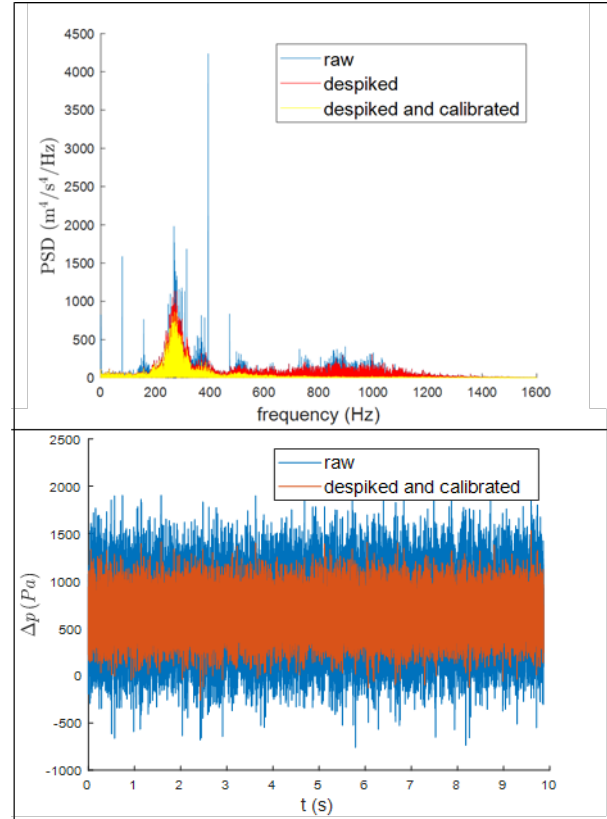 4500
4000
3500
3000
2500
2000
1500
1000
500
0
PSD (m⁴/s⁴/Hz)
raw
despiked
despiked and calibrated
0 200 400 600 800 1000 1200 1400 1600
frequency (Hz)
2500
2000
1500
1000
500
0
-500
-1000
Δp (Pa)
raw
despiked and calibrated
0 1 2 3 4 5 6 7 8 9 10
t (s)